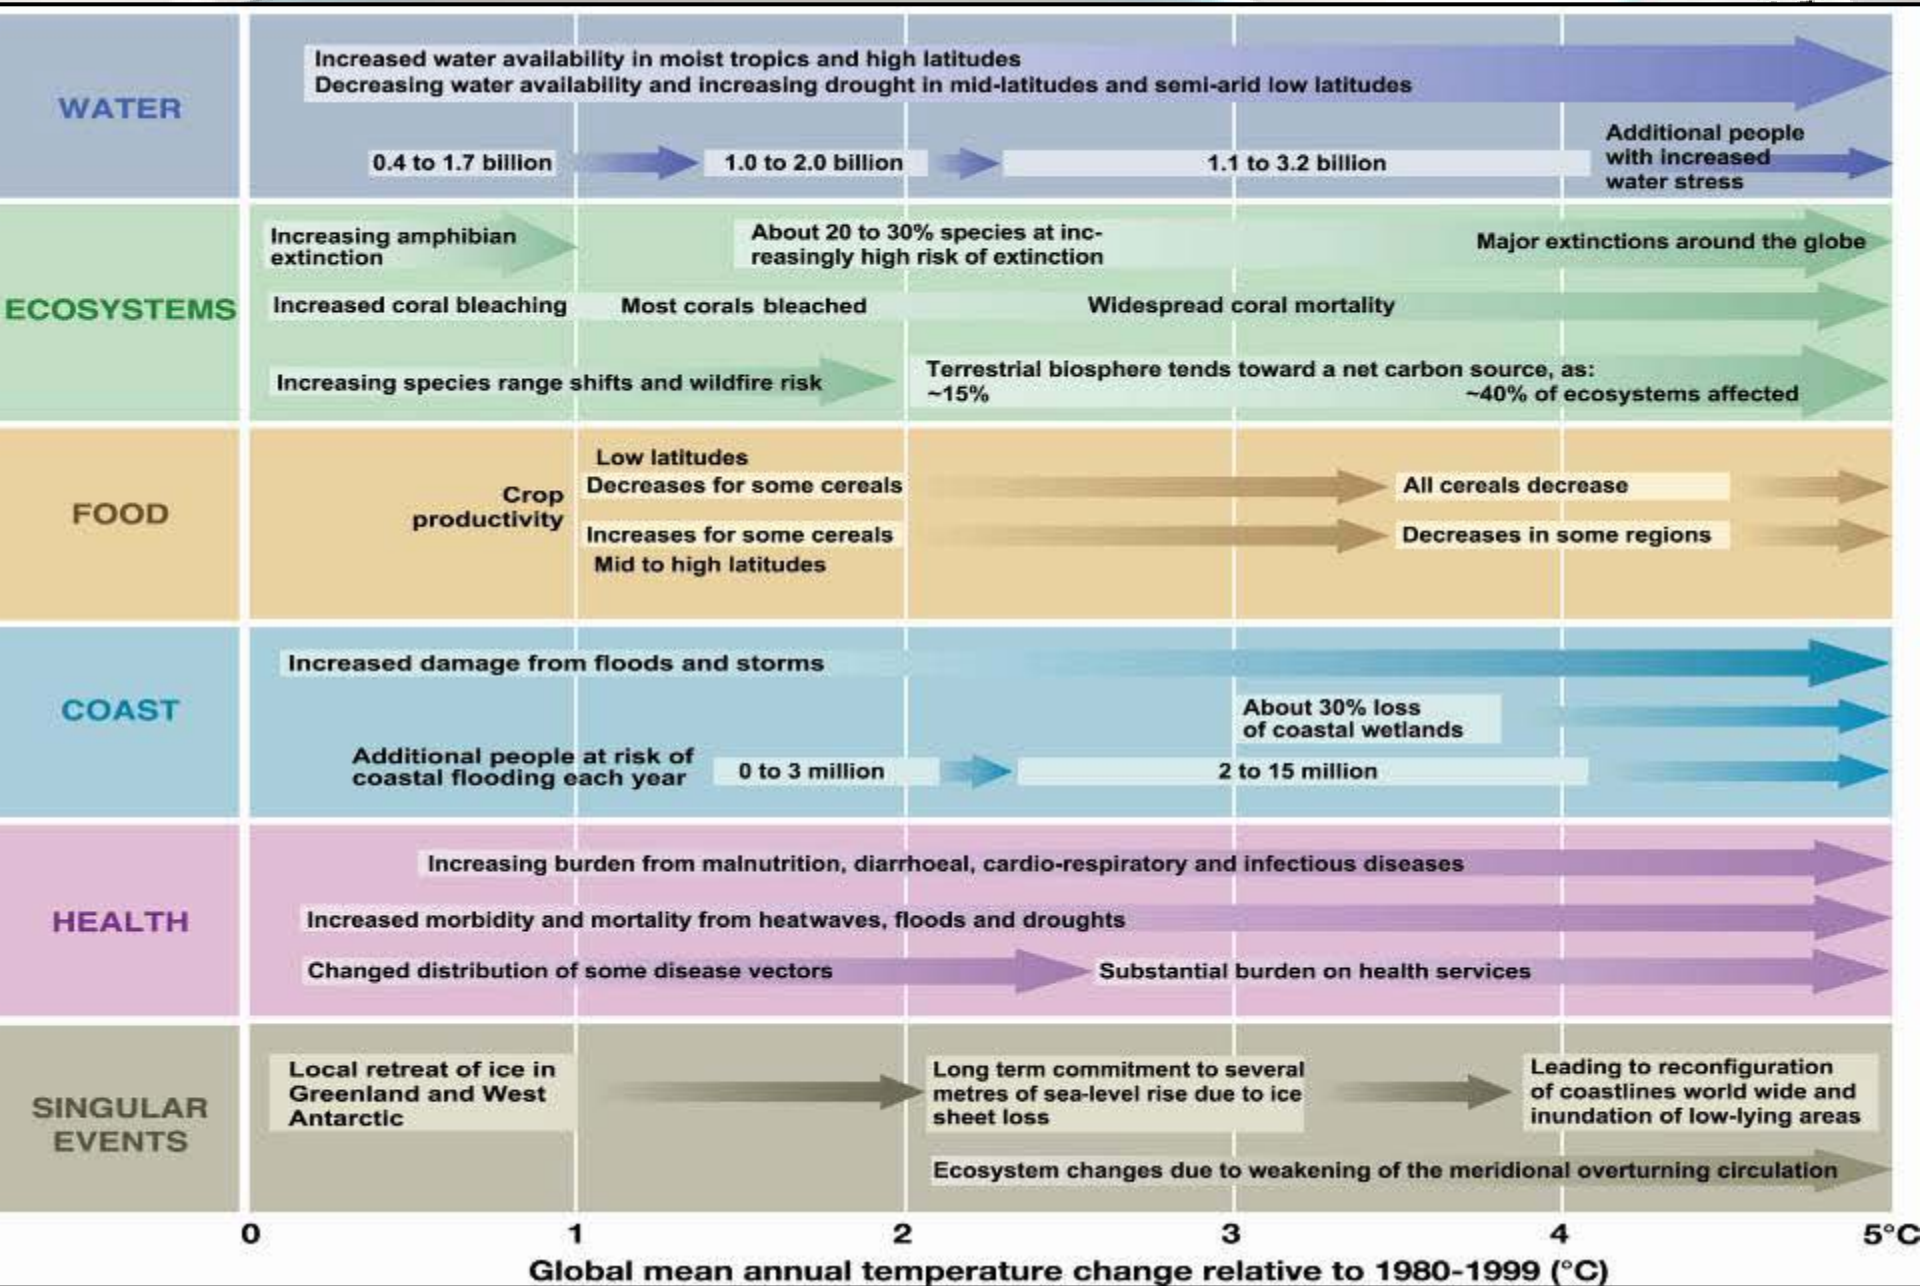 WATER
Increased water availability in moist tropics and high latitudes
Decreasing water availability and increasing drought in mid-latitudes and semi-arid low latitudes
0.4 to 1.7 billion
1.0 to 2.0 billion
1.1 to 3.2 billion
Additional people
with increased
water stress
ECOSYSTEMS
Increasing amphibian
extinction
About 20 to 30% species at inc-
reasingly high risk of extinction
Major extinctions around the globe
Increased coral bleaching
Most corals bleached
Widespread coral mortality
Increasing species range shifts and wildfire risk
Terrestrial biosphere tends toward a net carbon source, as:
~15%
~40% of ecosystems affected
FOOD
Crop
productivity
Low latitudes
Decreases for some cereals
All cereals decrease
Increases for some cereals
Decreases in some regions
Mid to high latitudes
COAST
Increased damage from floods and storms
About 30% loss
of coastal wetlands
Additional people at risk of
coastal flooding each year
0 to 3 million
2 to 15 million
HEALTH
Increasing burden from malnutrition, diarrhoeal, cardio-respiratory and infectious diseases
Increased morbidity and mortality from heatwaves, floods and droughts
Changed distribution of some disease vectors
Substantial burden on health services
SINGULAR
EVENTS
Local retreat of ice in
Greenland and West
Antarctic
Long term commitment to several
metres of sea-level rise due to ice
sheet loss
Leading to reconfiguration
of coastlines world wide and
inundation of low-lying areas
Ecosystem changes due to weakening of the meridional overturning circulation
0 1 2 3 4 5°C
Global mean annual temperature change relative to 1980-1999 (°C)